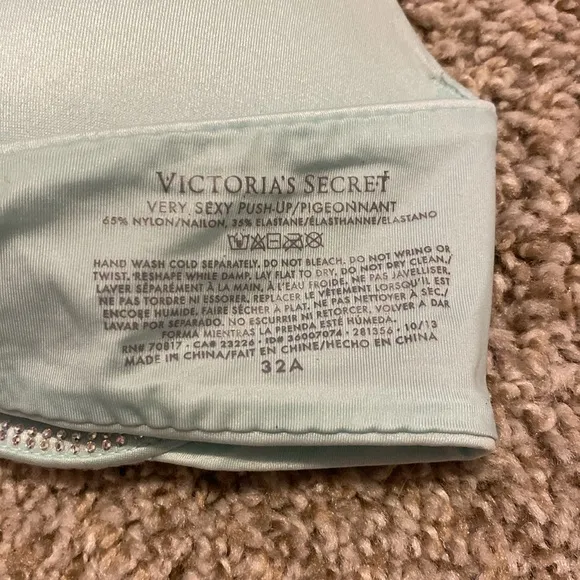 VICTORIA'S SECRET
VERY SEXY PUSH-UP/PIGEONNANT
65% NYLON/NAILON, 35% ELASTANE/ÉLASTHANNE/ELASTANO
HAND WASH COLD SEPARATELY. DO NOT BLEACH. DO NOT WRING OR
TWIST. RESHAPE WHILE DAMP. LAY FLAT TO DRY. DO NOT DRY CLEAN./
LAVER SÉPARÉMENT À LA MAIN, À L'EAU FROIDE. NE PAS JAVELLISER.
NE PAS TORDRE NI ESSORER. REPLACER LE VÊTEMENT LORSQU'IL EST
ENCORE HUMIDE. FAIRE SÉCHER À PLAT. NE PAS NETTOYER À SEC./
LAVAR POR SEPARADO. NO ESCURRIR NI RETORCER. VOLVER A DAR
FORMA MIENTRAS LA PRENDA ESTÉ HÚMEDA.
RN# 70817 • CA# 23226 • ID# 36007074 • 281356 • 10/13
MADE IN CHINA/FAIT EN CHINE/HECHO EN CHINA
32A